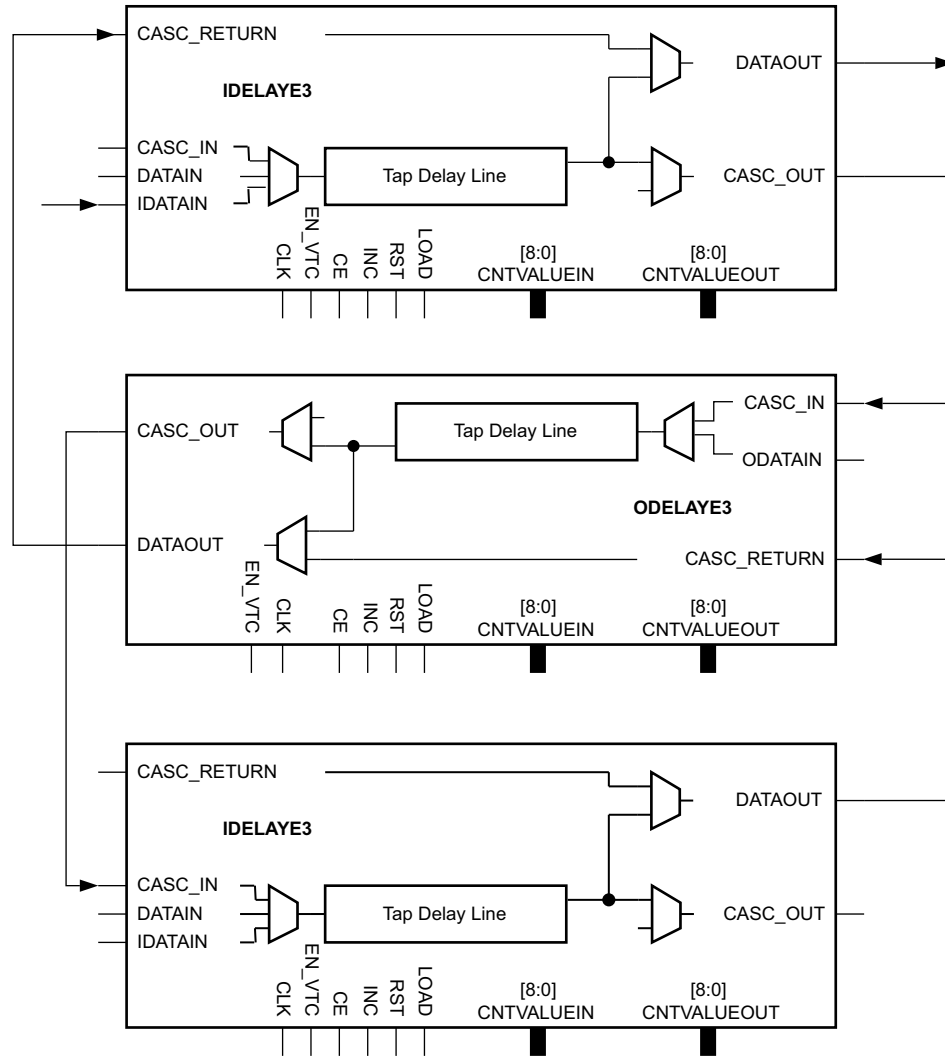 CASC_RETURN
DATAOUT
IDELAYE3
CASC_IN
Tap Delay Line
DATAIN
CASC_OUT
IDATAIN
CLK
EN_VTC
CE
INC
RST
LOAD
[8:0]
CNTVALUEIN
[8:0]
CNTVALUEOUT
CASC_OUT
Tap Delay Line
CASC_IN
ODATAIN
ODELAYE3
DATAOUT
CASC_RETURN
EN_VTC
CLK
CE
INC
RST
LOAD
[8:0]
CNTVALUEIN
[8:0]
CNTVALUEOUT
CASC_RETURN
DATAOUT
IDELAYE3
CASC_IN
Tap Delay Line
DATAIN
CASC_OUT
IDATAIN
CLK
EN_VTC
CE
INC
RST
LOAD
[8:0]
CNTVALUEIN
[8:0]
CNTVALUEOUT